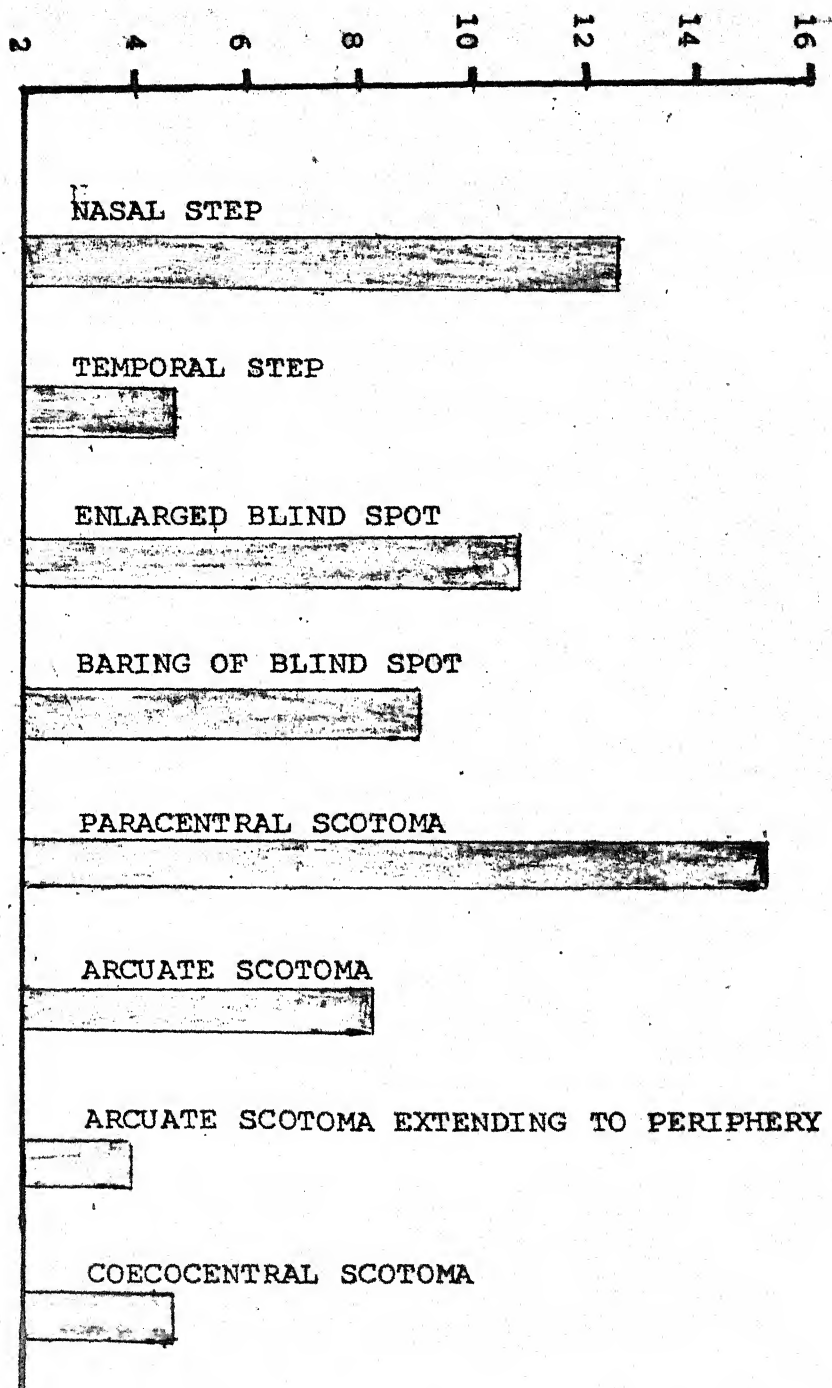 2 4 6 8 10 12 14 16
NASAL STEP
TEMPORAL STEP
ENLARGED BLIND SPOT
BARING OF BLIND SPOT
PARACENTRAL SCOTOMA
ARCUATE SCOTOMA
ARCUATE SCOTOMA EXTENDING TO PERIPHERY
COECOCENTRAL SCOTOMA